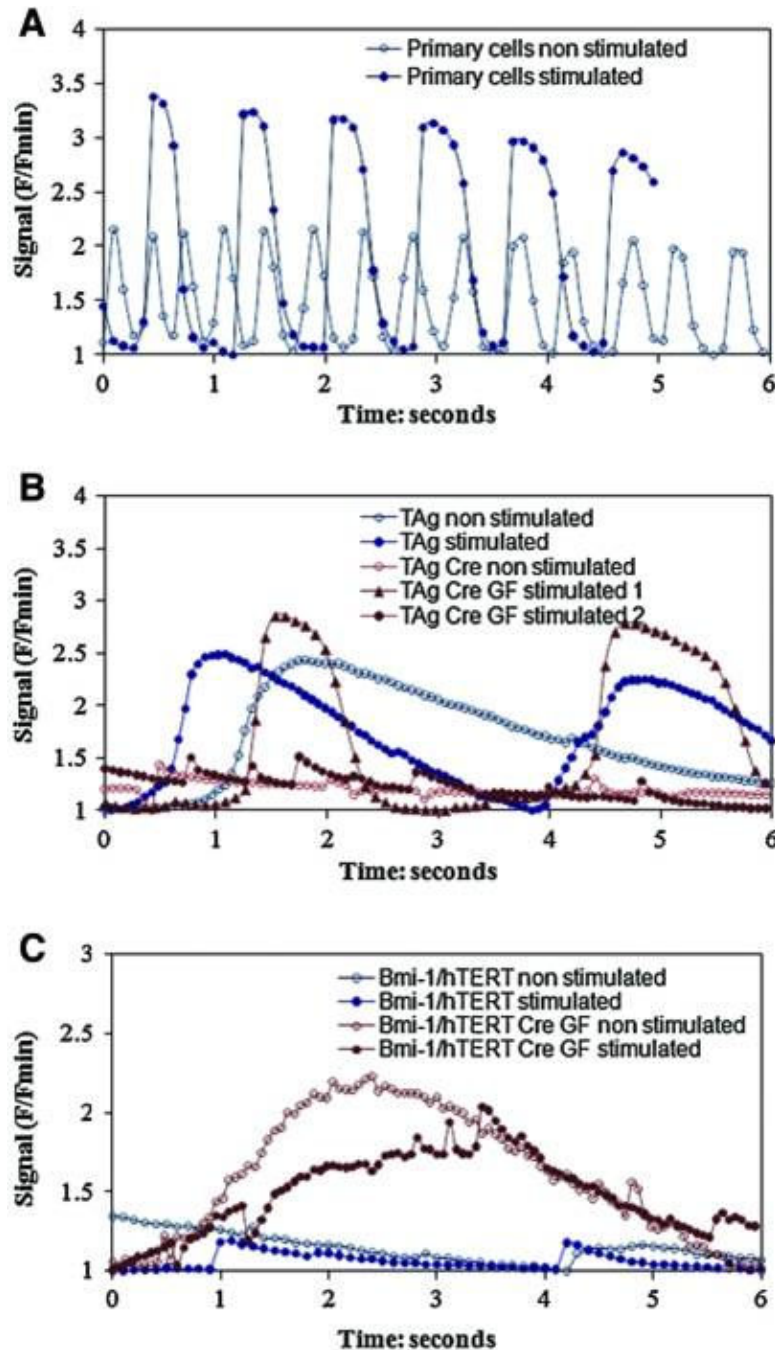 A
Primary cells non stimulated
Primary cells stimulated
4
3.5
3
2.5
2
1.5
1
Signal (F/Fmin)
0 1 2 3 4 5 6
Time: seconds
B
TAg non stimulated
TAg stimulated
TAg Cre non stimulated
TAg Cre GF stimulated 1
TAg Cre GF stimulated 2
4
3.5
3
2.5
2
1.5
1
Signal (F/Fmin)
0 1 2 3 4 5 6
Time: seconds
C
Bmi-1/hTERT non stimulated
Bmi-1/hTERT stimulated
Bmi-1/hTERT Cre GF non stimulated
Bmi-1/hTERT Cre GF stimulated
3
2.5
2
1.5
1
Signal (F/Fmin)
0 1 2 3 4 5 6
Time: seconds